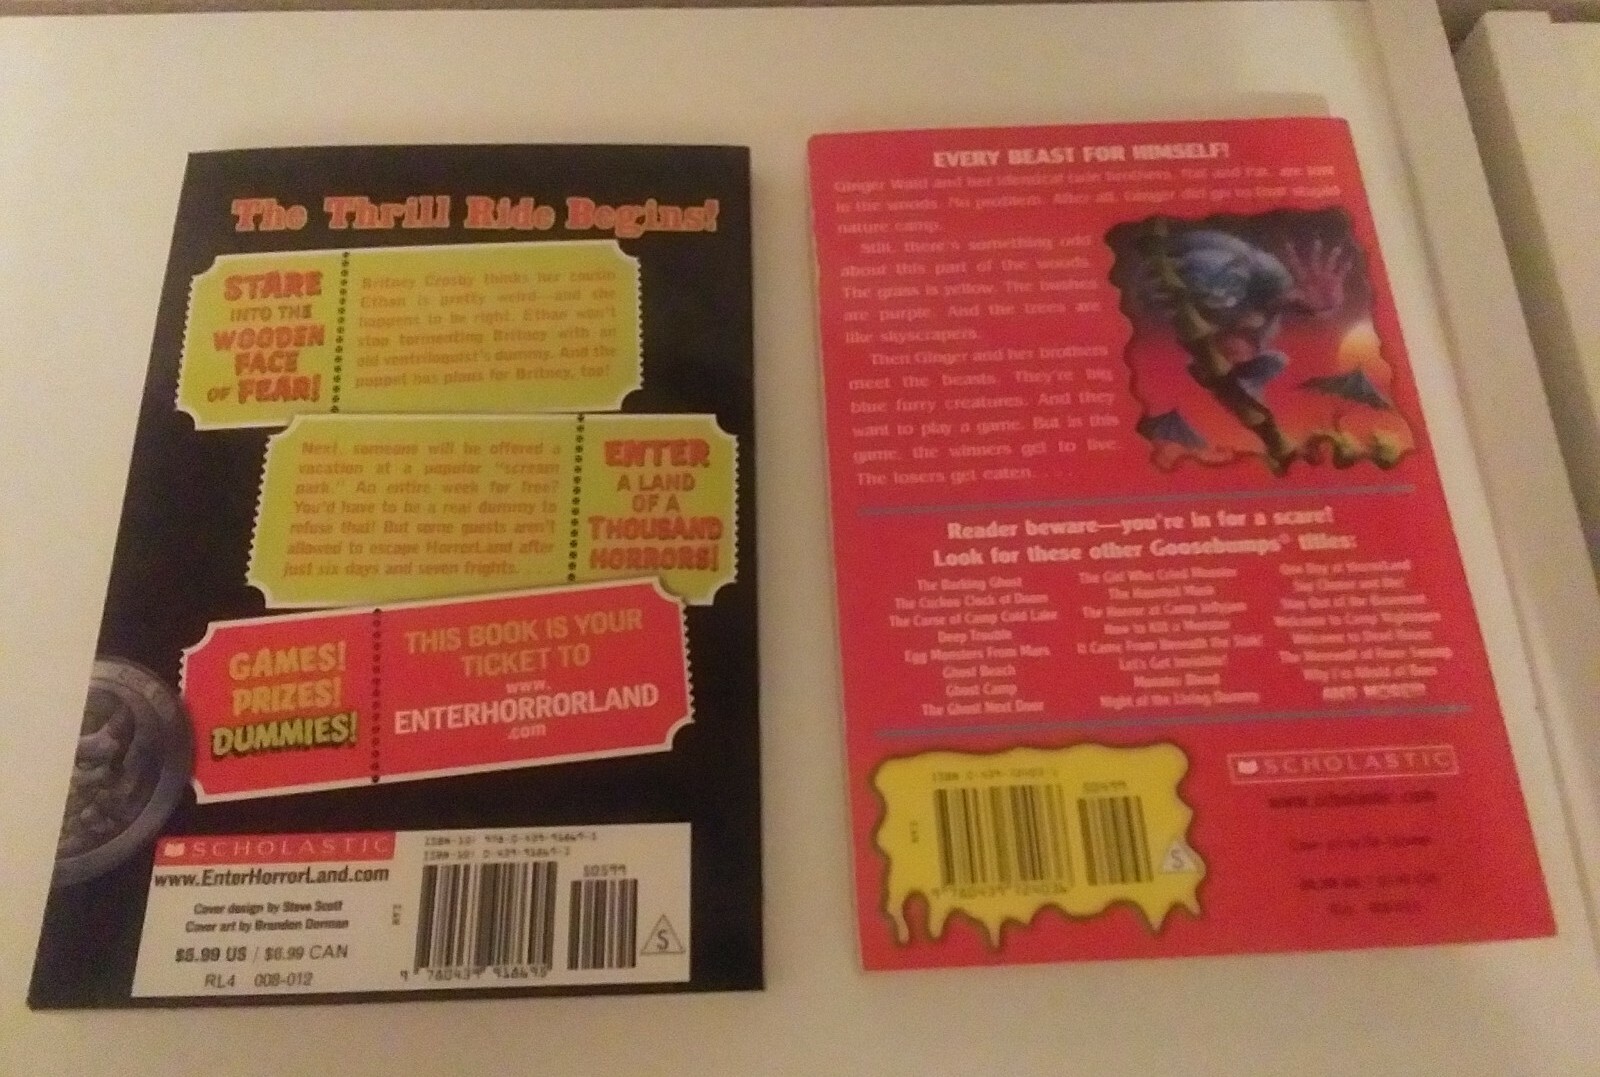 The Thrill Ride Begins!
STARE
INTO THE
WOODEN
FACE
OF FEAR!
Britney Crosby thinks her cousin
Ethan is pretty weird—and she
happens to be right. Ethan won't
stop tormenting Britney with an
old ventriloquist's dummy. And the
puppet has plans for Britney, too!
Next, someone will be offered a
vacation at a popular "scream
park." An entire week for free?
You'd have to be a real dummy to
refuse that! But some guests aren't
allowed to escape HorrorLand after
just six days and seven frights. . . .
ENTER
A LAND
OF A
THOUSAND
HORRORS!
GAMES!
PRIZES!
DUMMIES!
THIS BOOK IS YOUR
TICKET TO
www.
ENTERHORRORLAND
.com
SCHOLASTIC
www.EnterHorrorLand.com
Cover design by Steve Scott
Cover art by Brandon Dorman
$5.99 US / $6.99 CAN
RL4 008-012
50599
9 780439 918695
S
EVERY BEAST FOR HIMSELF!
Ginger Wald and her identical twin brothers, Nat and Pat, are lost
in the woods. No problem. After all, Ginger did go to that stupid
nature camp.
Still, there's something odd
about this part of the woods.
The grass is yellow. The bushes
are purple. And the trees are
like skyscrapers.
Then Ginger and her brothers
meet the beasts. They're big
blue furry creatures. And they
want to play a game. But in this
game, the winners get to live.
The losers get eaten. . . .
Reader beware—you're in for a scare!
Look for these other Goosebumps® titles:
The Barking Ghost
The Cuckoo Clock of Doom
The Curse of Camp Cold Lake
Deep Trouble
Egg Monsters From Mars
Ghost Beach
Ghost Camp
The Ghost Next Door
The Girl Who Cried Monster
The Haunted Mask
The Horror at Camp Jellyjam
How to Kill a Monster
It Came From Beneath the Sink!
Let's Get Invisible!
Monster Blood
Night of the Living Dummy
One Day at HorrorLand
Say Cheese and Die!
Stay Out of the Basement
Welcome to Camp Nightmare
Welcome to Dead House
The Werewolf of Fever Swamp
Why I'm Afraid of Bees
AND MORE!!!
50499
9 780439 724036
S
SCHOLASTIC
www.scholastic.com